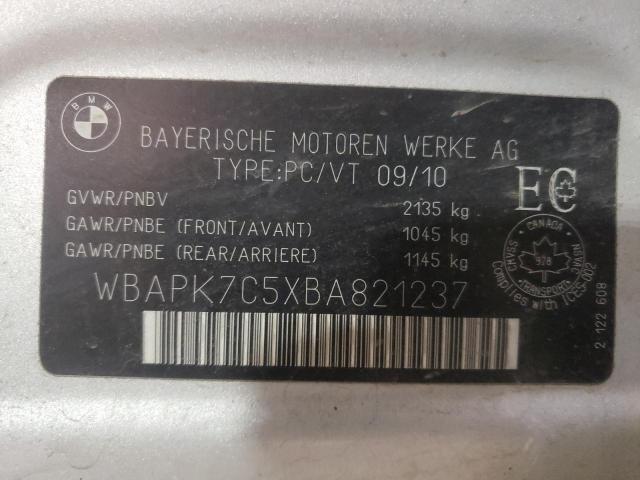 BMW
BAYERISCHE MOTOREN WERKE AG
TYPE:PC/VT 09/10
GVWR/PNBV 2135 kg
GAWR/PNBE (FRONT/AVANT) 1045 kg
GAWR/PNBE (REAR/ARRIERE) 1145 kg
EC
WBAPK7C5XBA821237
CANADA
TRANSPORT
Complies with ICES-002
2 122 608